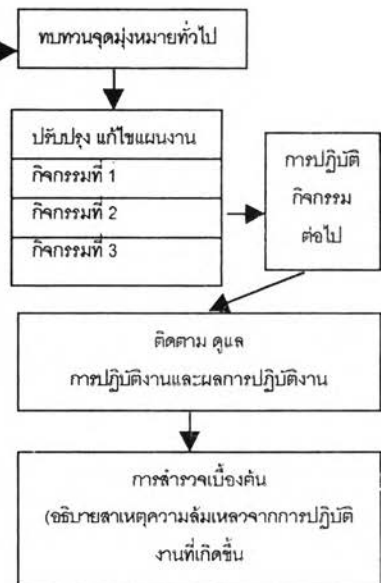 ทบทวนจุดมุ่งหมายทั่วไป
ปรับปรุง แก้ไขแผนงาน
กิจกรรมที่ 1
กิจกรรมที่ 2
กิจกรรมที่ 3
การปฏิบัติ
กิจกรรม
ต่อไป
ติดตาม ดูแล
การปฏิบัติงานและผลการปฏิบัติงาน
การสำรวจเบื้องต้น
(อธิบายสาเหตุความล้มเหลวจากการปฏิบัติ
งานที่เกิดขึ้น